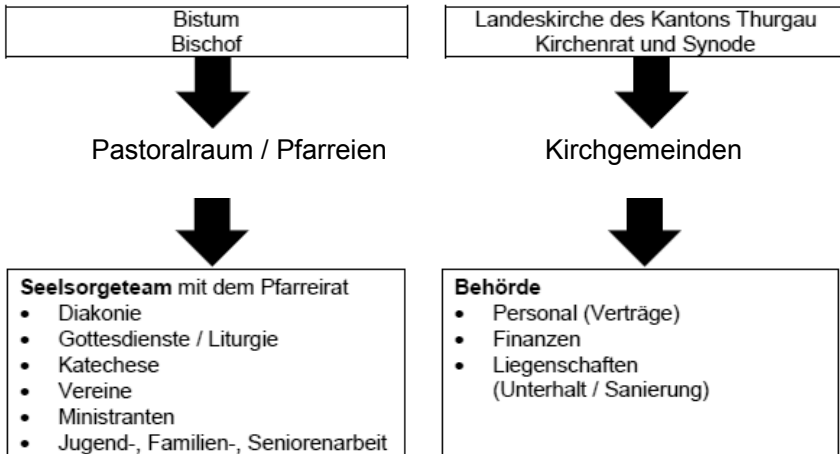 Bistum
Bischof
Landeskirche des Kantons Thurgau
Kirchenrat und Synode
Pastoralraum / Pfarreien
Kirchgemeinden
Seelsorgeteam mit dem Pfarreirat
• Diakonie
• Gottesdienste / Liturgie
• Katechese
• Vereine
• Ministranten
• Jugend-, Familien-, Seniorenarbeit
Behörde
• Personal (Verträge)
• Finanzen
• Liegenschaften
(Unterhalt / Sanierung)